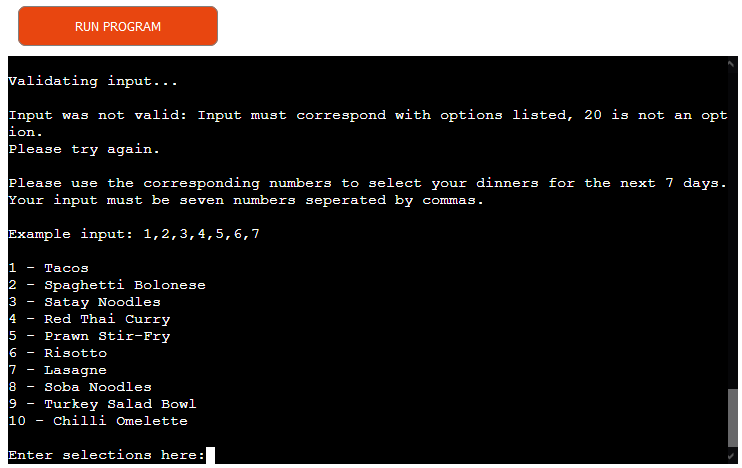 RUN PROGRAM
Validating input...
Input was not valid: Input must correspond with options listed, 20 is not an opt
ion.
Please try again.
Please use the corresponding numbers to select your dinners for the next 7 days.
Your input must be seven numbers seperated by commas.
Example input: 1,2,3,4,5,6,7
1 - Tacos
2 - Spaghetti Bolonese
3 - Satay Noodles
4 - Red Thai Curry
5 - Prawn Stir-Fry
6 - Risotto
7 - Lasagne
8 - Soba Noodles
9 - Turkey Salad Bowl
10 - Chilli Omelette
Enter selections here: